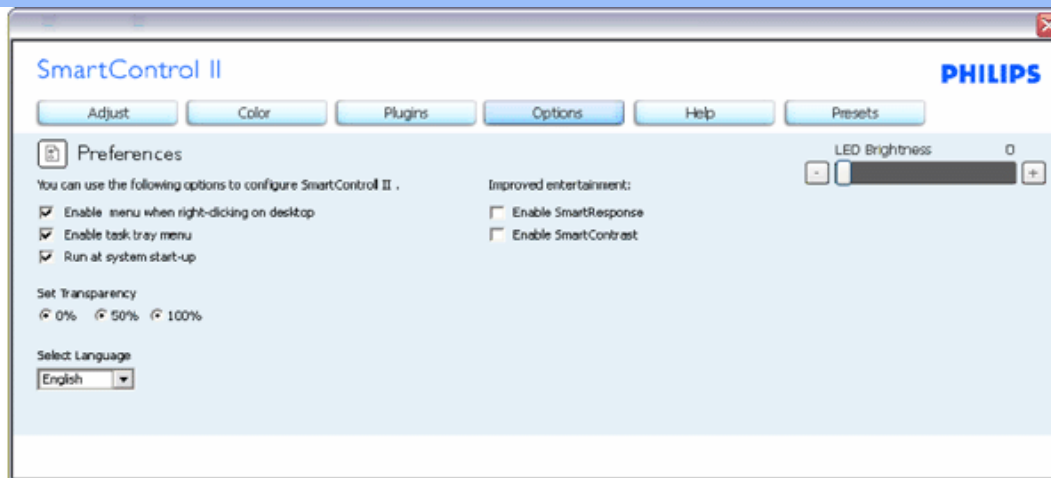 SmartControl II
PHILIPS
Adjust Color Plugins Options Help Presets
Preferences
LED Brightness 0
- +
You can use the following options to configure SmartControl II .
Improved entertainment:
Enable menu when right-clicking on desktop
Enable SmartResponse
Enable task tray menu
Enable SmartContrast
Run at system start-up
Set Transparency
0% 50% 100%
Select Language
English